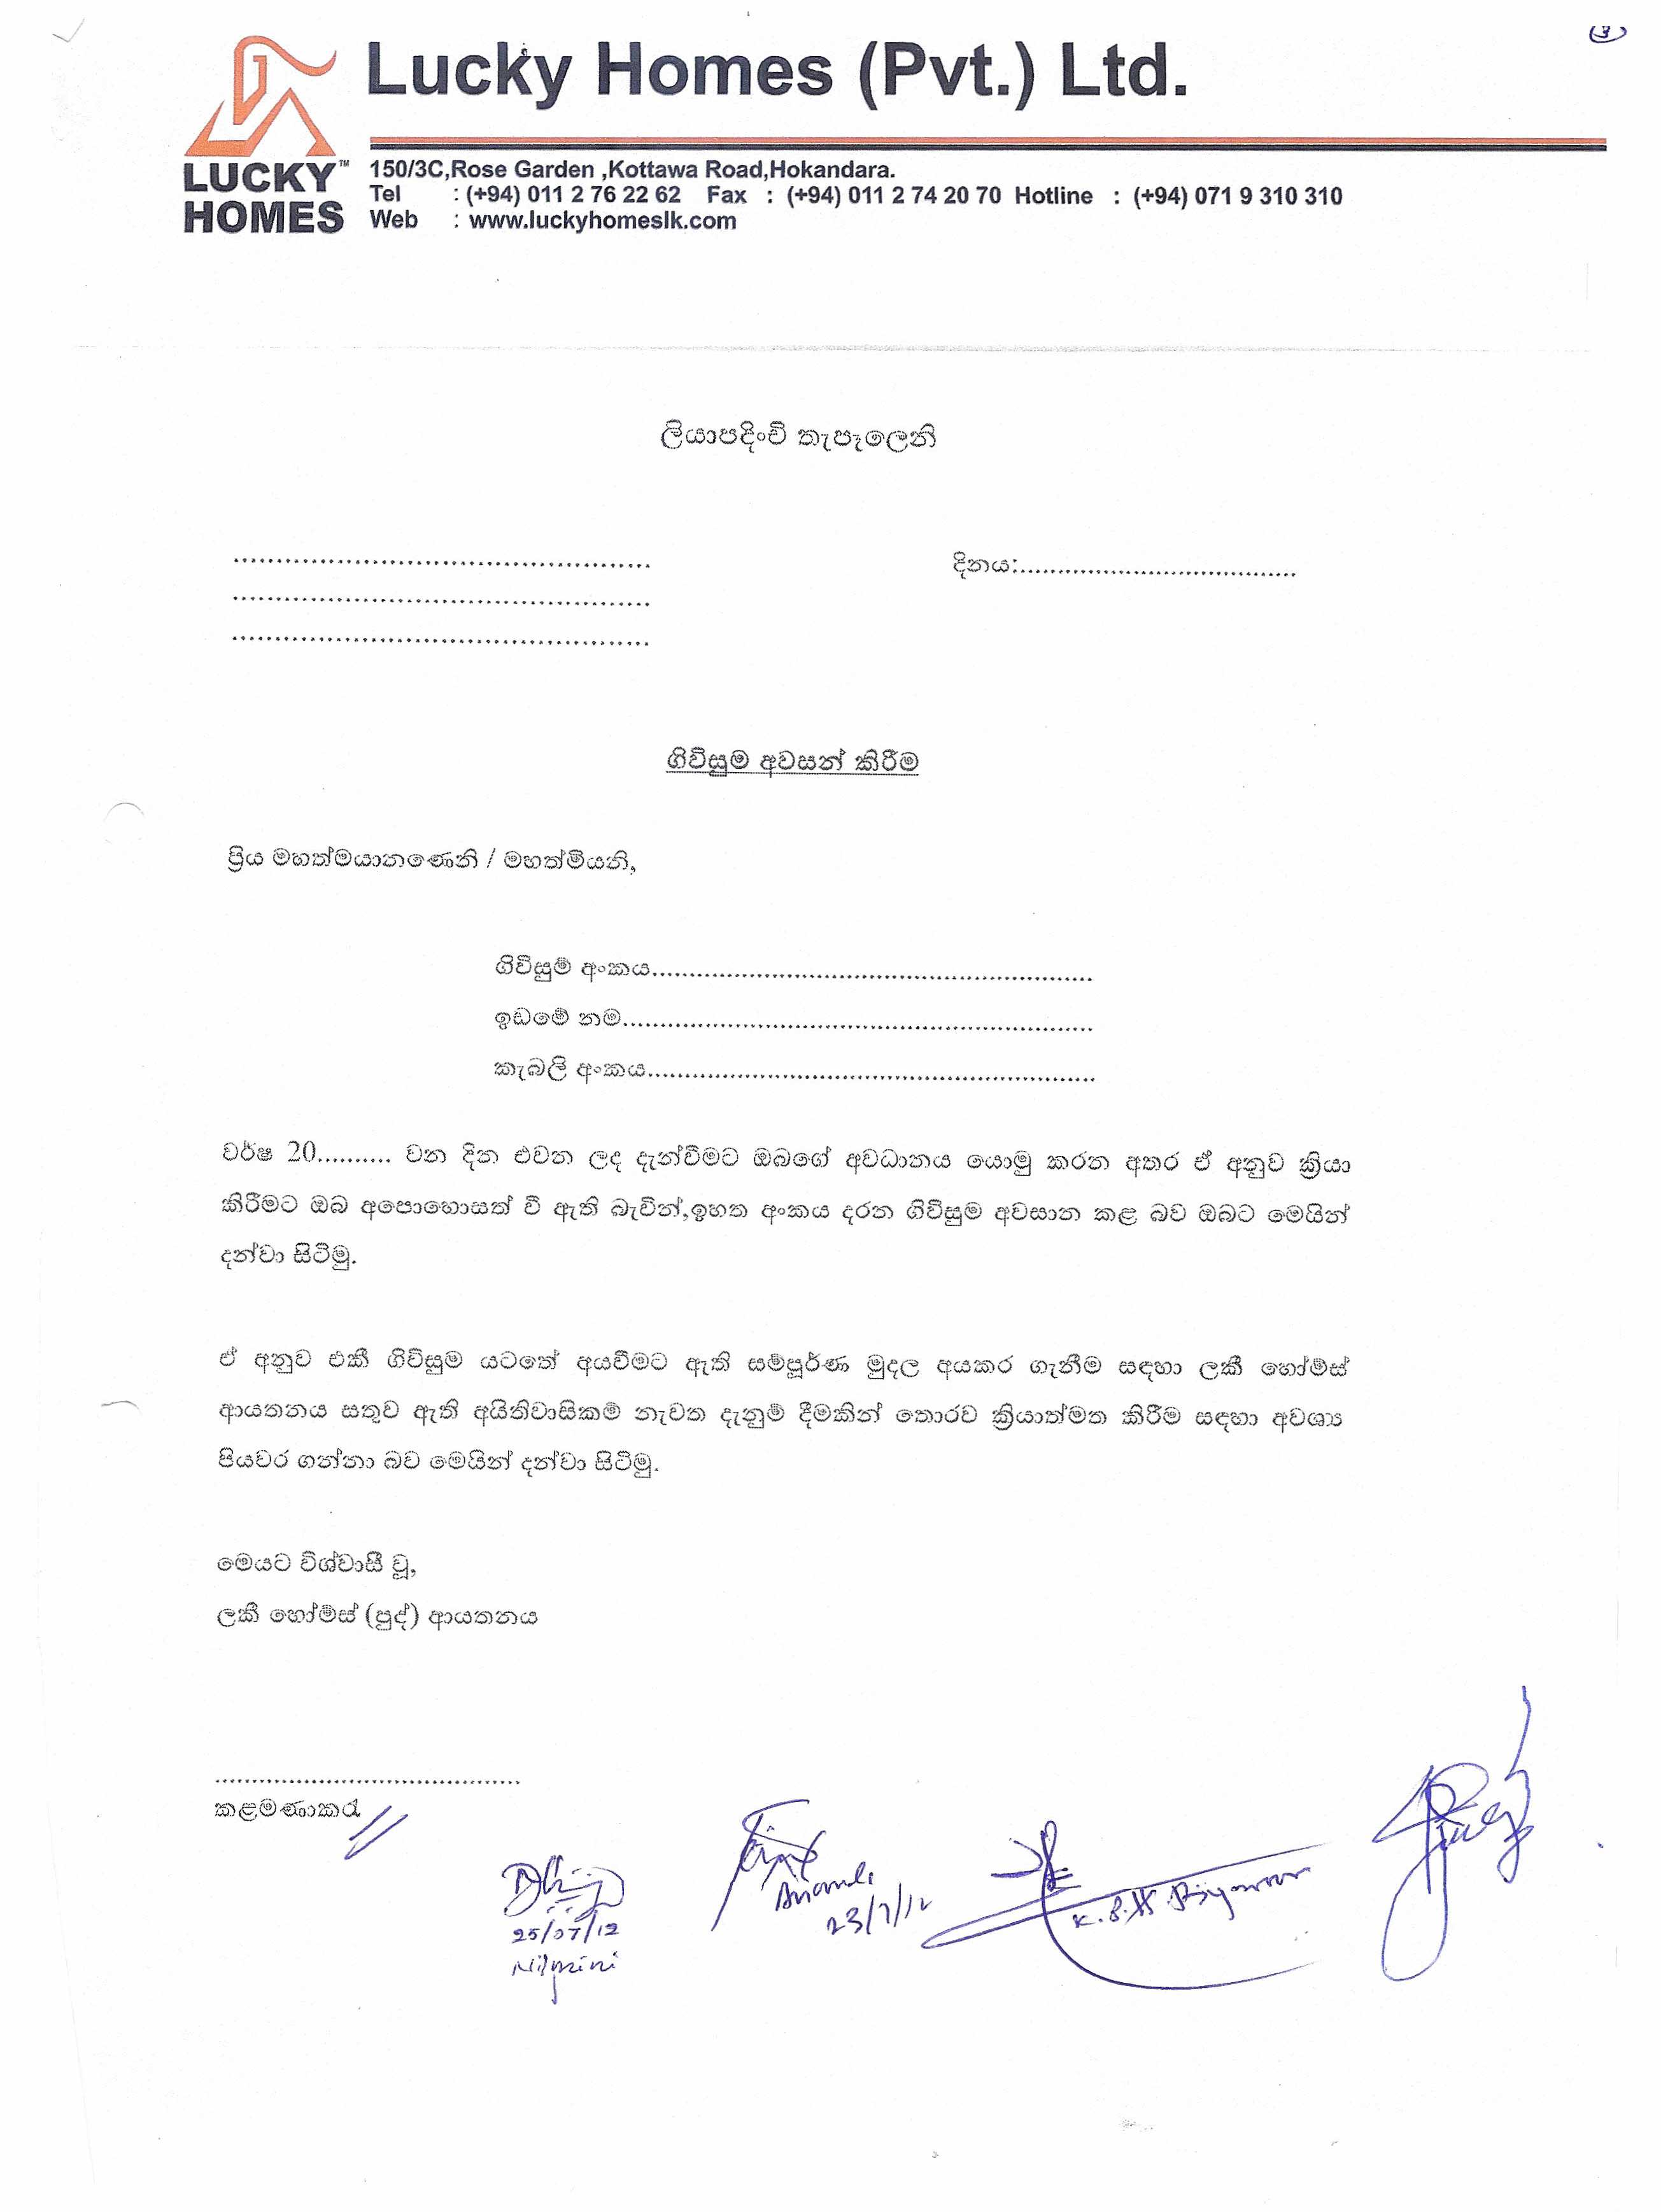 ③
Lucky Homes (Pvt.) Ltd.
LUCKY™
HOMES
150/3C,Rose Garden ,Kottawa Road,Hokandara.
Tel : (+94) 011 2 76 22 62 Fax : (+94) 011 2 74 20 70 Hotline : (+94) 071 9 310 310
Web : www.luckyhomeslk.com
ලියාපදිංචි තැපෑලෙනි
................................................ දිනය:.....................................
................................................
................................................
ගිවිසුම අවසන් කිරීම
ප්‍රිය මහත්මයානණෙනි / මහත්මියනි,
ගිවිසුම් අංකය...........................................................
ඉඩමේ නම...............................................................
කැබලි අංකය............................................................
වර්ෂ 20.......... වන දින එවන ලද දැන්වීමට ඔබගේ අවධානය යොමු කරන අතර ඒ අනුව ක්‍රියා
කිරීමට ඔබ අපොහොසත් වී ඇති බැවින්,ඉහත අංකය දරන ගිවිසුම අවසාන කළ බව ඔබට මෙයින්
දන්වා සිටිමු.
ඒ අනුව එකී ගිවිසුම යටතේ අයවීමට ඇති සම්පූර්ණ මුදල අයකර ගැනීම සඳහා ලකී හෝම්ස්
ආයතනය සතුව ඇති අයිතිවාසිකම් නැවත දැනුම් දීමකින් තොරව ක්‍රියාත්මත කිරීම සඳහා අවශ්‍ය
පියවර ගන්නා බව මෙයින් දන්වා සිටිමු.
මෙයට විශ්වාසී වූ,
ලකී හෝම්ස් (පුද්) ආයතනය
.........................................
කළමණාකරු
25/07/12
Nilmini
23/7/12